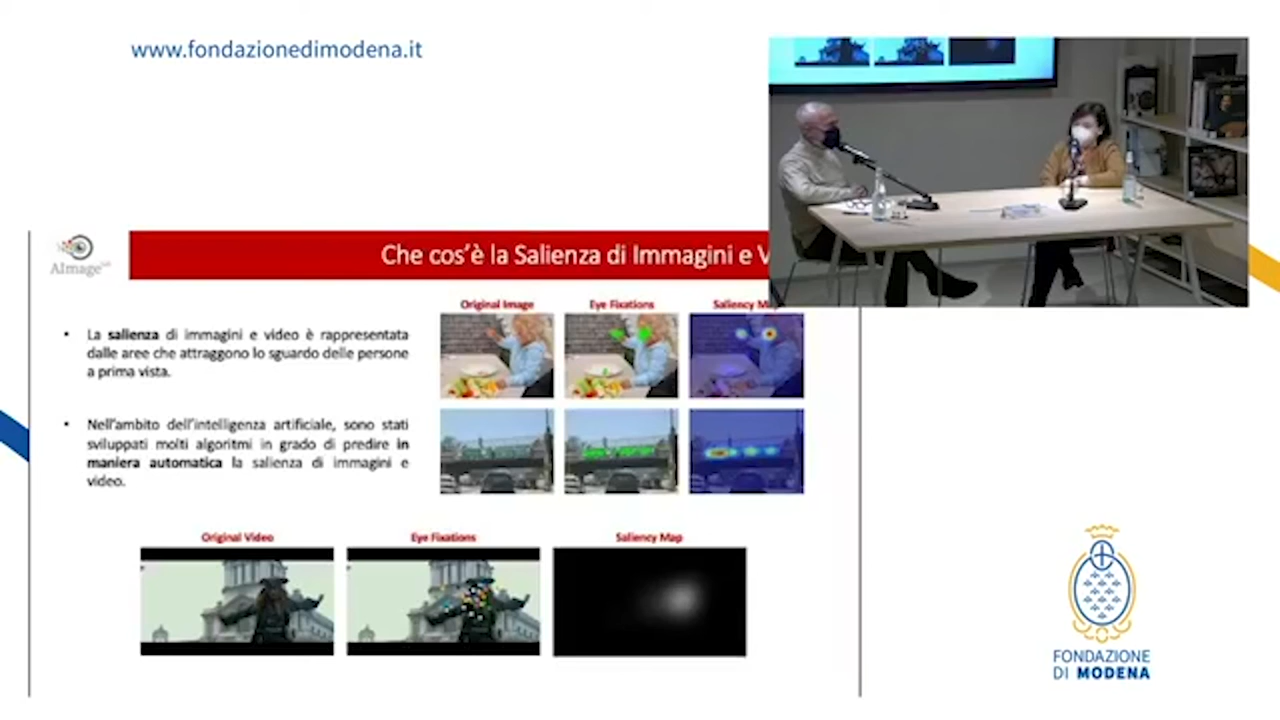 www.fondazionedimodena.it
AImage Lab
Che cos'è la Salienza di Immagini e V
Original Image
Eye Fixations
Saliency M
La salienza di immagini e video è rappresentata
dalle aree che attraggono lo sguardo delle persone
a prima vista.
Nell'ambito dell'intelligenza artificiale, sono stati
sviluppati molti algoritmi in grado di predire in
maniera automatica la salienza di immagini e
video.
Original Video
Eye Fixations
Saliency Map
FONDAZIONE
DI MODENA